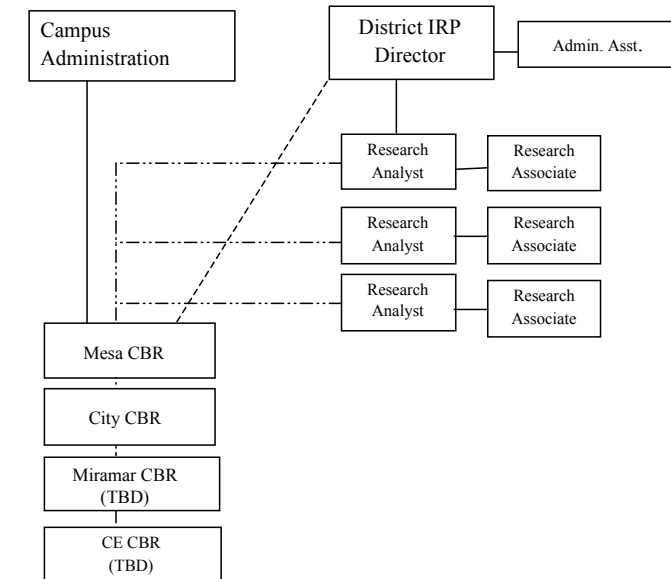 Campus
Administration
District IRP
Director
Admin. Asst.
Research
Analyst
Research
Associate
Research
Analyst
Research
Associate
Research
Analyst
Research
Associate
Mesa CBR
City CBR
Miramar CBR
(TBD)
CE CBR
(TBD)